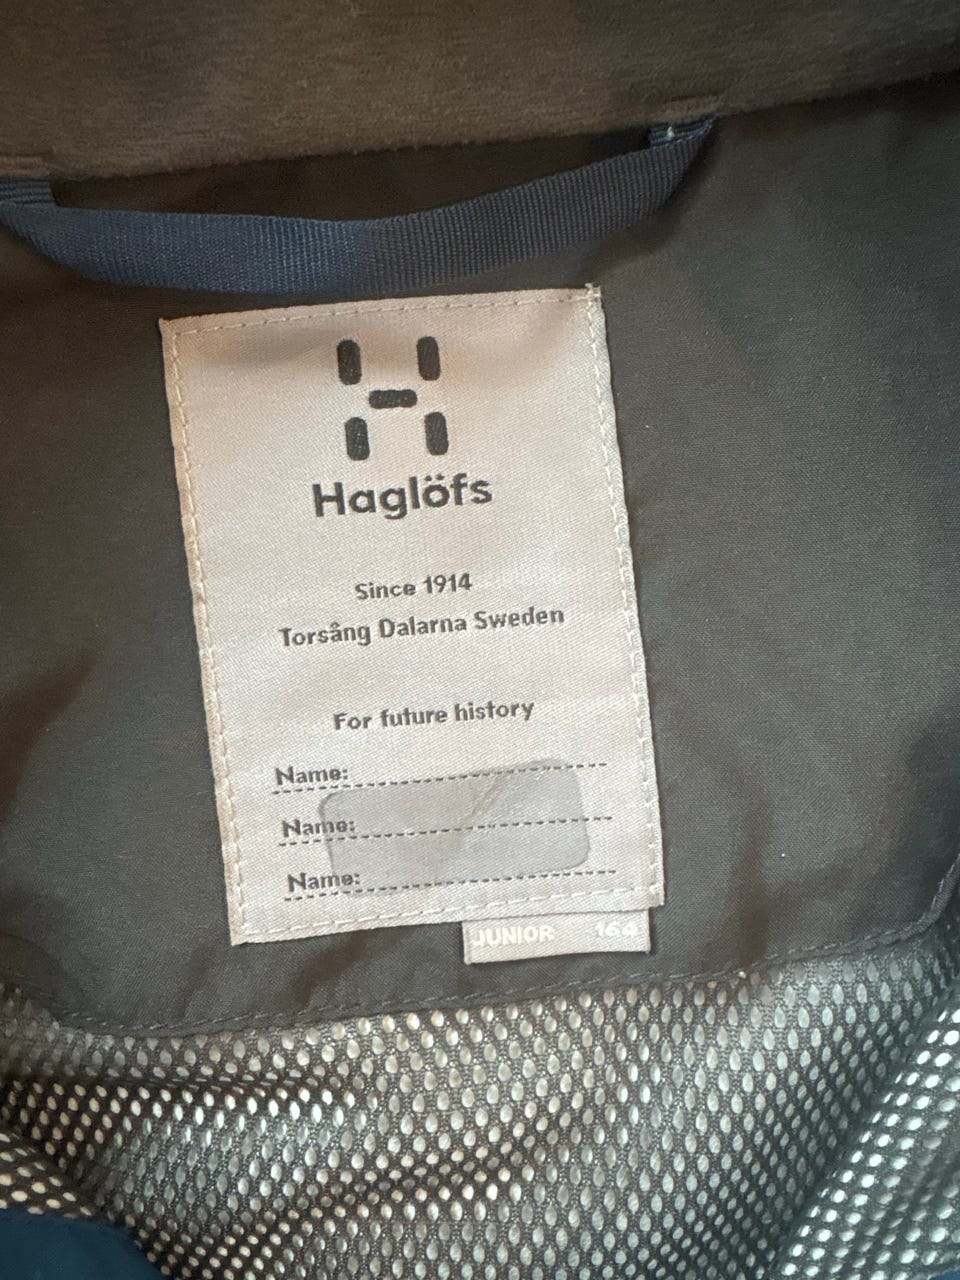 Haglöfs
Since 1914
Torsång Dalarna Sweden
For future history
Name:
Name:
Name:
JUNIOR 164